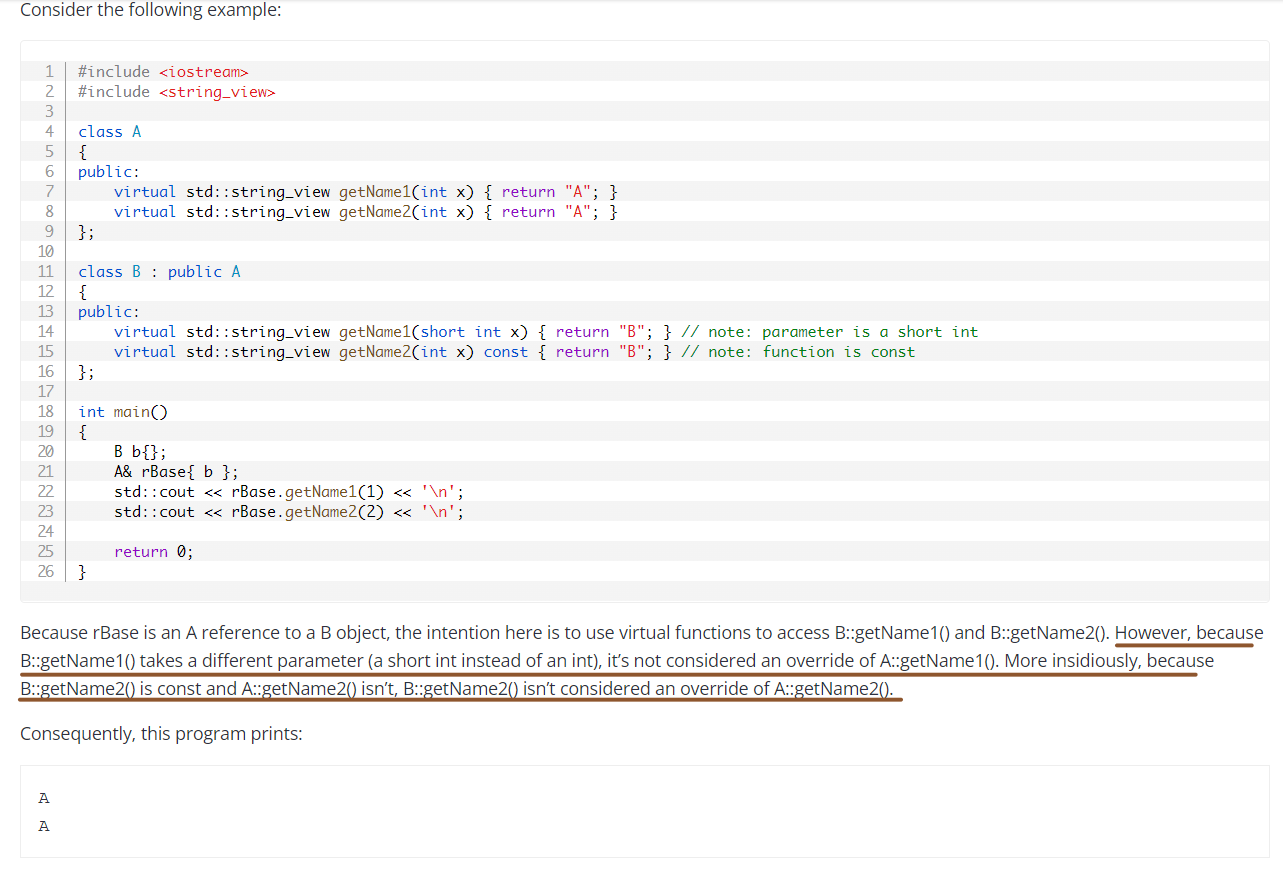 Consider the following example:
1 #include <iostream>
2 #include <string_view>
3
4 class A
5 {
6 public:
7     virtual std::string_view getName1(int x) { return "A"; }
8     virtual std::string_view getName2(int x) { return "A"; }
9 };
10
11 class B : public A
12 {
13 public:
14     virtual std::string_view getName1(short int x) { return "B"; } // note: parameter is a short int
15     virtual std::string_view getName2(int x) const { return "B"; } // note: function is const
16 };
17
18 int main()
19 {
20     B b{};
21     A& rBase{ b };
22     std::cout << rBase.getName1(1) << '\n';
23     std::cout << rBase.getName2(2) << '\n';
24
25     return 0;
26 }
Because rBase is an A reference to a B object, the intention here is to use virtual functions to access B::getName1() and B::getName2(). However, because
B::getName1() takes a different parameter (a short int instead of an int), it’s not considered an override of A::getName1(). More insidiously, because
B::getName2() is const and A::getName2() isn’t, B::getName2() isn’t considered an override of A::getName2().
Consequently, this program prints:
A
A